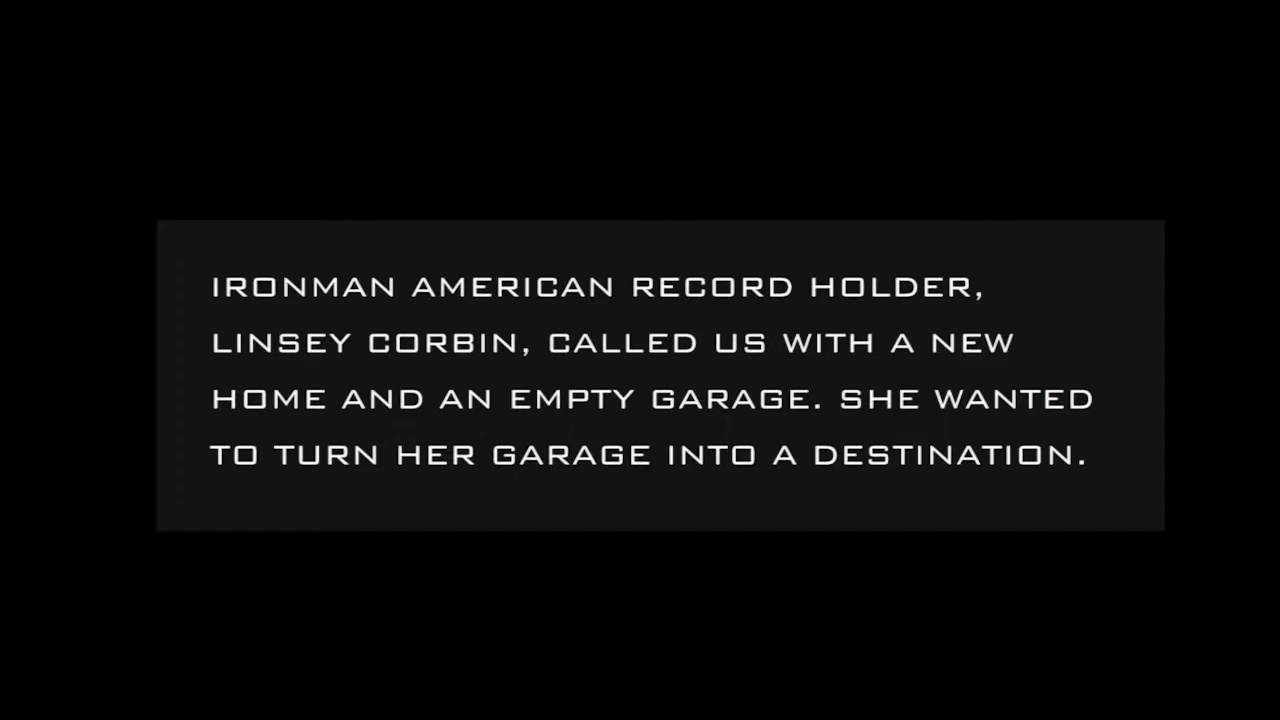 IRONMAN AMERICAN RECORD HOLDER,
LINSEY CORBIN, CALLED US WITH A NEW
HOME AND AN EMPTY GARAGE. SHE WANTED
TO TURN HER GARAGE INTO A DESTINATION.